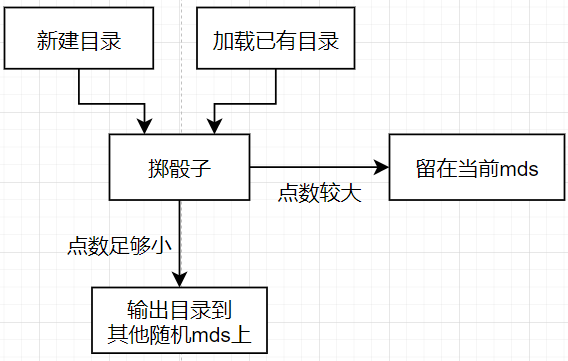 新建目录
加载已有目录
掷骰子
点数较大
留在当前mds
点数足够小
输出目录到
其他随机mds上